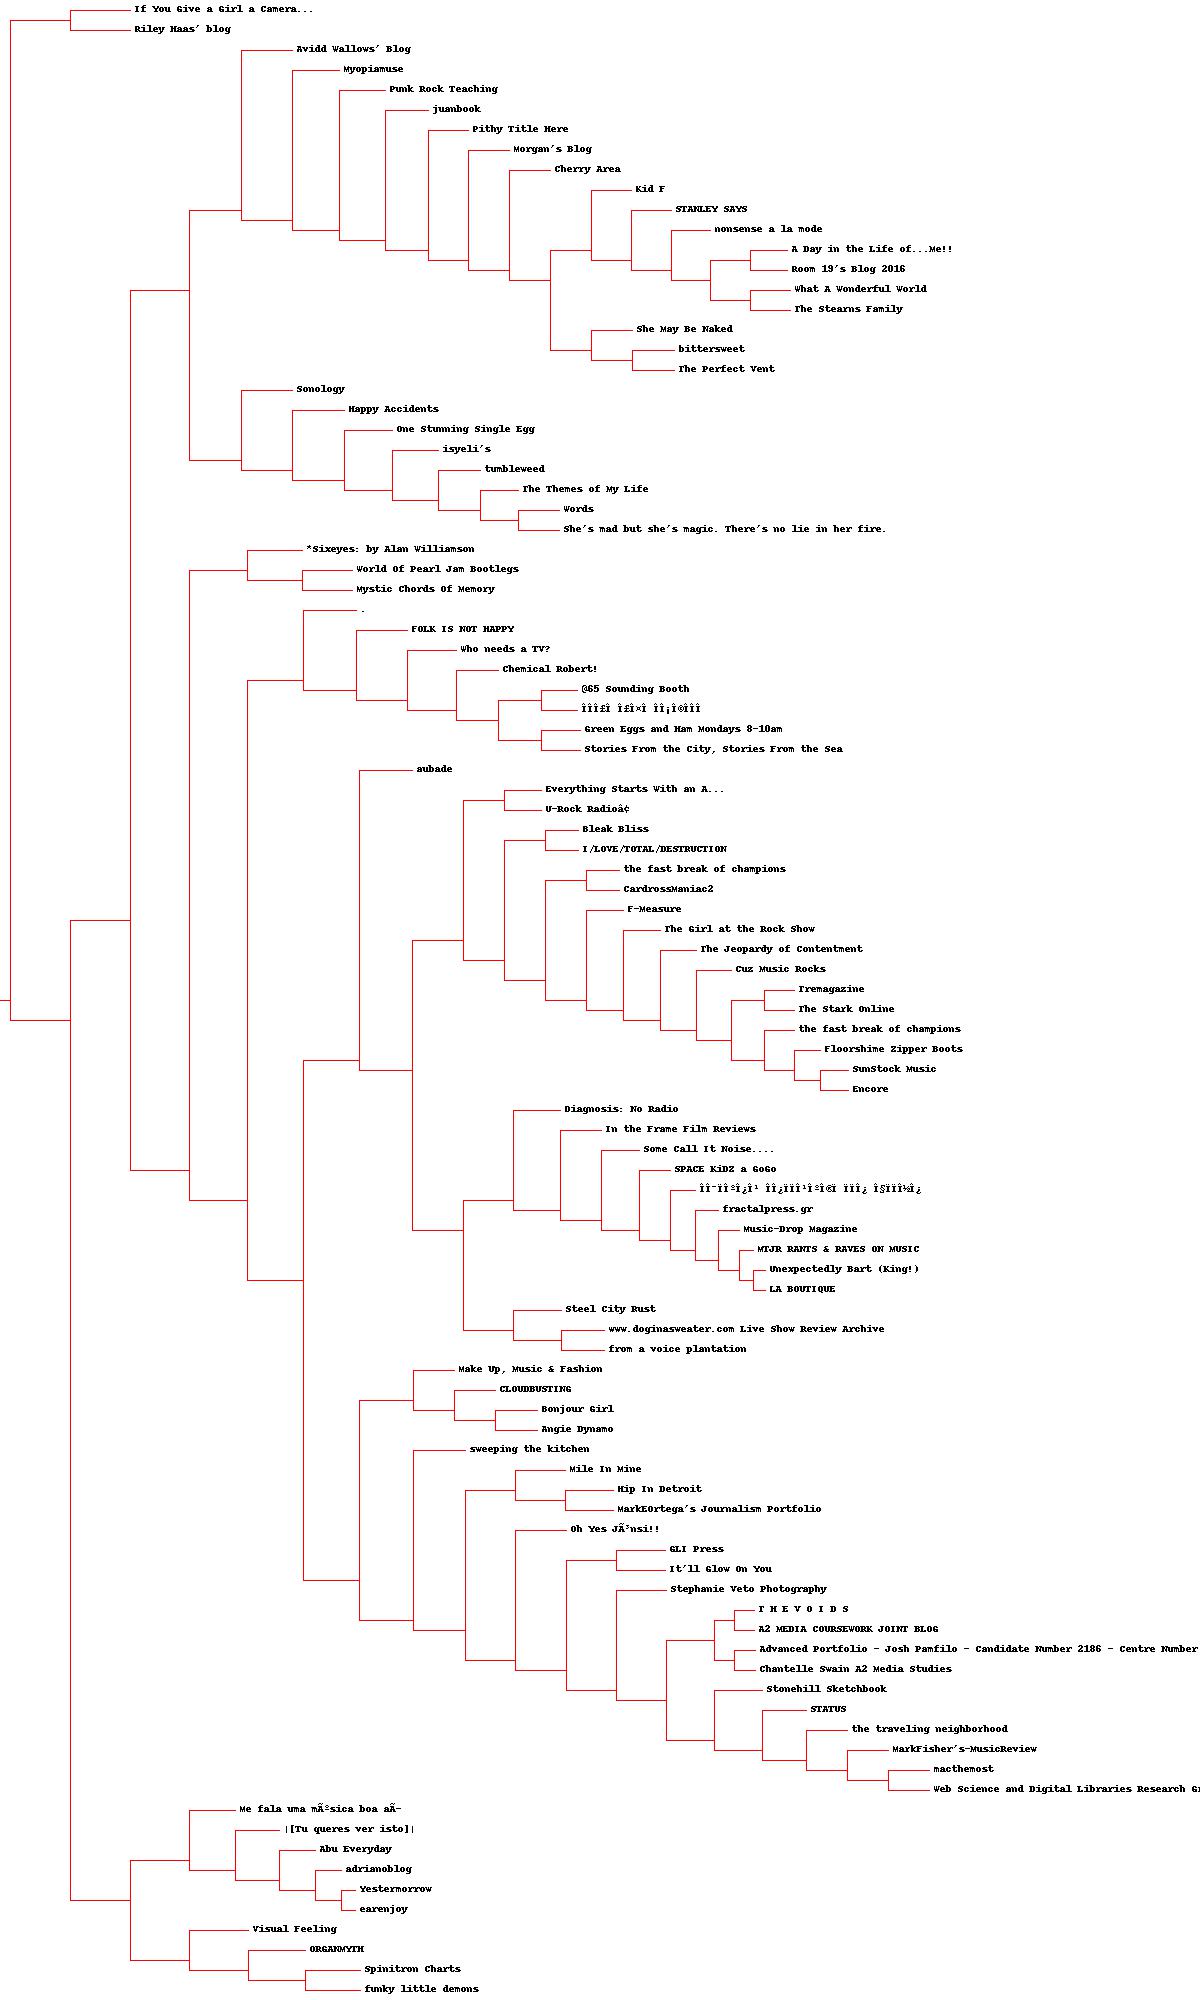 If You Give a Girl a Camera...
Riley Haas' blog
Avidd Wallows' Blog
Myopiamuse
Punk Rock Teaching
juanbook
Pithy Title Here
Morgan's Blog
Cherry Area
Kid F
STANLEY SAYS
nonsense a la mode
A Day in the Life of...Me!!
Room 19's Blog 2016
What A Wonderful World
The Stearns Family
She May Be Naked
bittersweet
The Perfect Vent
Sonology
Happy Accidents
One Stunning Single Egg
isyeli's
tumbleweed
The Themes of My Life
Words
She's mad but she's magic. There's no lie in her fire.
*Sixeyes: by Alan Williamson
World Of Pearl Jam Bootlegs
Mystic Chords Of Memory
.
FOLK IS NOT HAPPY
Who needs a TV?
Chemical Robert!
@65 Sounding Booth
Green Eggs and Ham Mondays 8-10am
Stories From the City, Stories From the Sea
aubade
Everything Starts With an A...
U-Rock Radioâ¢
Bleak Bliss
I/LOVE/TOTAL/DESTRUCTION
the fast break of champions
CardrossManiac2
F-Measure
The Girl at the Rock Show
The Jeopardy of Contentment
Cuz Music Rocks
Tremagazine
The Stark Online
the fast break of champions
Floorshime Zipper Boots
SunStock Music
Encore
Diagnosis: No Radio
In the Frame Film Reviews
Some Call It Noise....
SPACE KiDZ a GoGo
fractalpress.gr
Music-Drop Magazine
MTJR RANTS & RAVES ON MUSIC
Unexpectedly Bart (King!)
LA BOUTIQUE
Steel City Rust
www.doginasweater.com Live Show Review Archive
from a voice plantation
Make Up, Music & Fashion
CLOUDBUSTING
Bonjour Girl
Angie Dynamo
sweeping the kitchen
Mile In Mine
Hip In Detroit
MarkEOrtega's Journalism Portfolio
Oh Yes JÃ³nsi!!
GLI Press
It'll Glow On You
Stephanie Veto Photography
T H E V O I D S
A2 MEDIA COURSEWORK JOINT BLOG
Advanced Portfolio - Josh Pamfilo - Candidate Number 2186 - Centre Number
Chantelle Swain A2 Media Studies
Stonehill Sketchbook
STATUS
the traveling neighborhood
MarkFisher's-MusicReview
macthemost
Web Science and Digital Libraries Research
Me fala uma mÃºsica boa aÃ-
|[Tu queres ver isto]|
Abu Everyday
adrianoblog
Yestermorrow
earenjoy
Visual Feeling
ORGANMYTH
Spinitron Charts
funky little demons